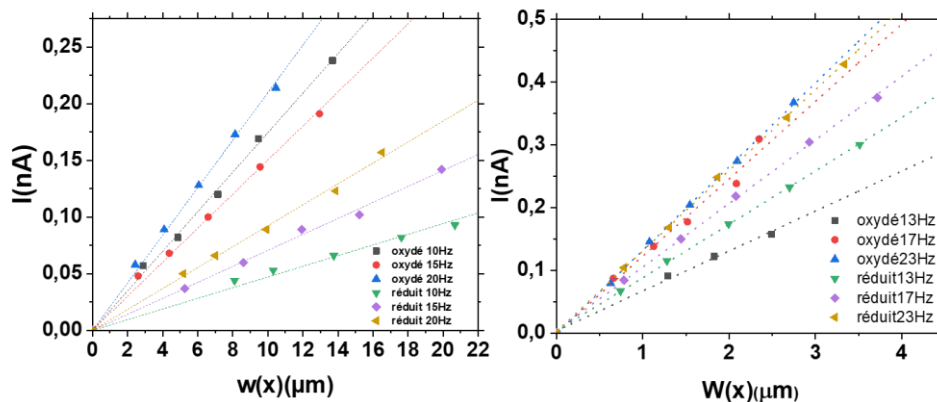 I(nA)
0,25
0,20
0,15
0,10
0,05
0,00
0 2 4 6 8 10 12 14 16 18 20 22
w(x)(μm)
oxydé 10Hz
oxydé 15Hz
oxydé 20Hz
réduit 10Hz
réduit 15Hz
réduit 20Hz
I(nA)
0,5
0,4
0,3
0,2
0,1
0,0
0 1 2 3 4
W(x)(μm)
oxydé13Hz
oxydé17Hz
oxydé23Hz
réduit13Hz
réduit17Hz
réduit23Hz